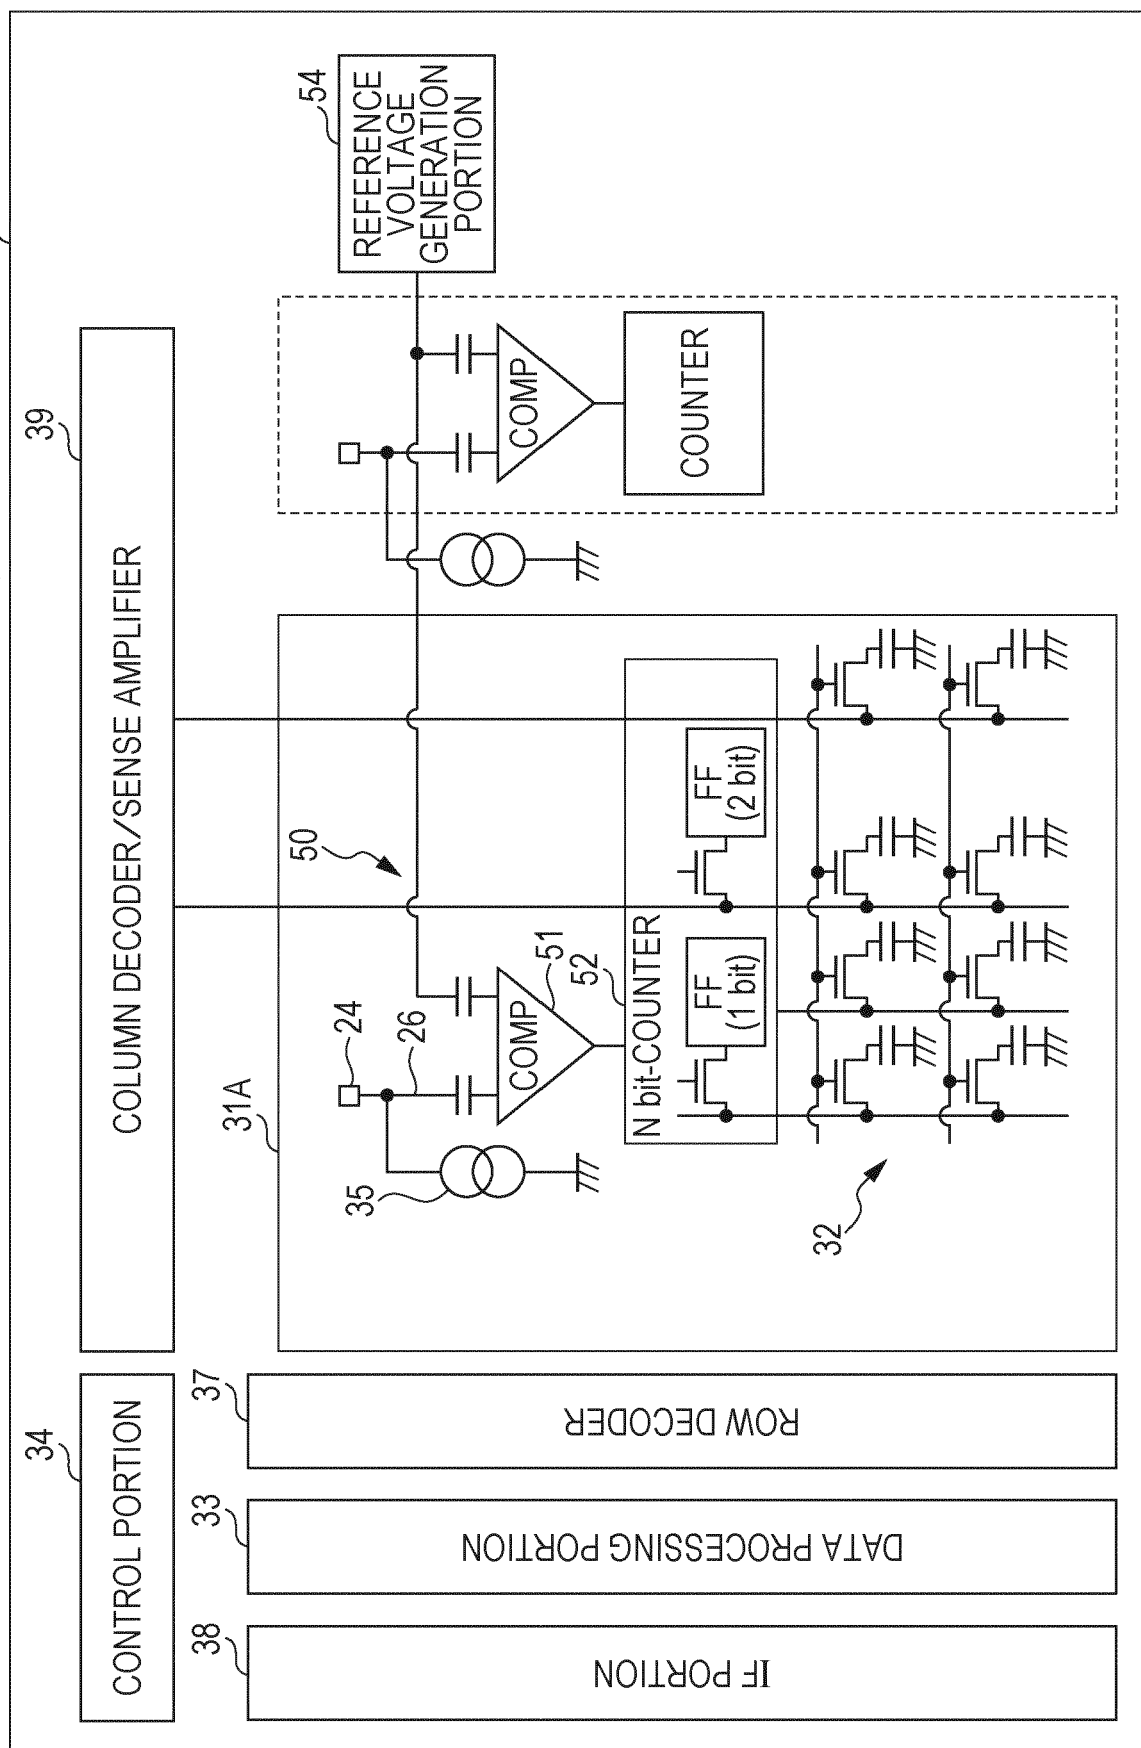 34
CONTROL PORTION
39
COLUMN DECODER/SENSE AMPLIFIER
38
IF PORTION
33
DATA PROCESSING PORTION
37
ROW DECODER
31A
35
24
26
COMP
51
50
52
N bit-COUNTER
FF
(1 bit)
FF
(2 bit)
32
COMP
COUNTER
54
REFERENCE
VOLTAGE
GENERATION
PORTION